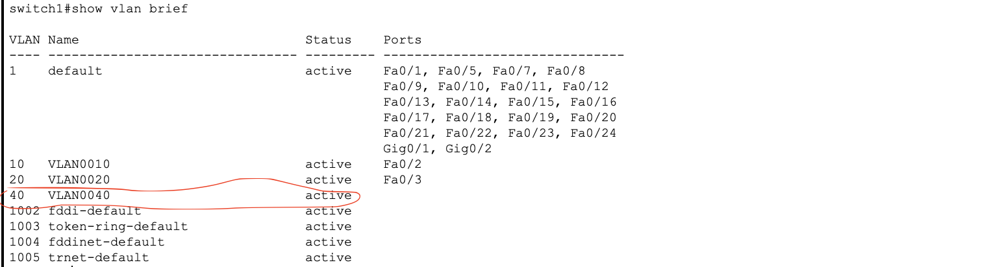 switch1#show vlan brief
VLAN Name                             Status    Ports
---- -------------------------------- --------- -------------------------------
1    default                          active    Fa0/1, Fa0/5, Fa0/7, Fa0/8
                                                Fa0/9, Fa0/10, Fa0/11, Fa0/12
                                                Fa0/13, Fa0/14, Fa0/15, Fa0/16
                                                Fa0/17, Fa0/18, Fa0/19, Fa0/20
                                                Fa0/21, Fa0/22, Fa0/23, Fa0/24
                                                Gig0/1, Gig0/2
10   VLAN0010                         active    Fa0/2
20   VLAN0020                         active    Fa0/3
40   VLAN0040                         active
1002 fddi-default                     active
1003 token-ring-default               active
1004 fddinet-default                  active
1005 trnet-default                    active